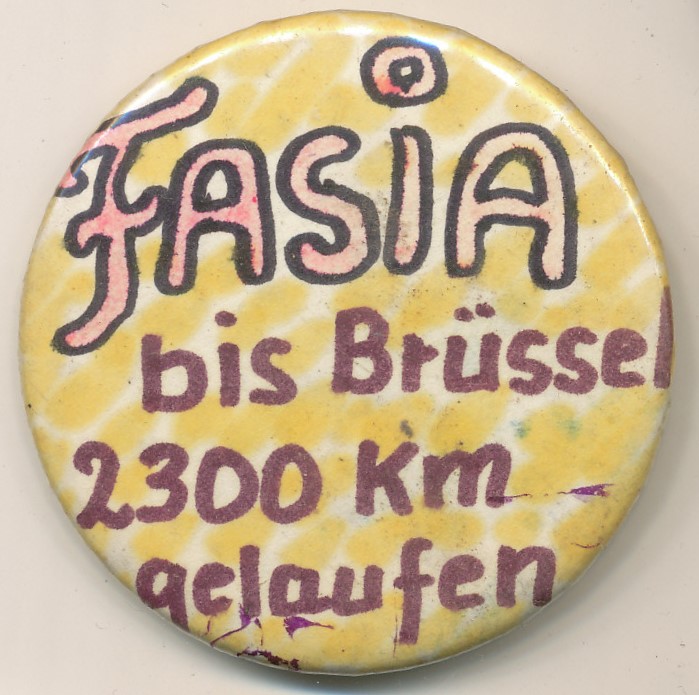 FASiA
bis Brüssel
2300 Km
gelaufen